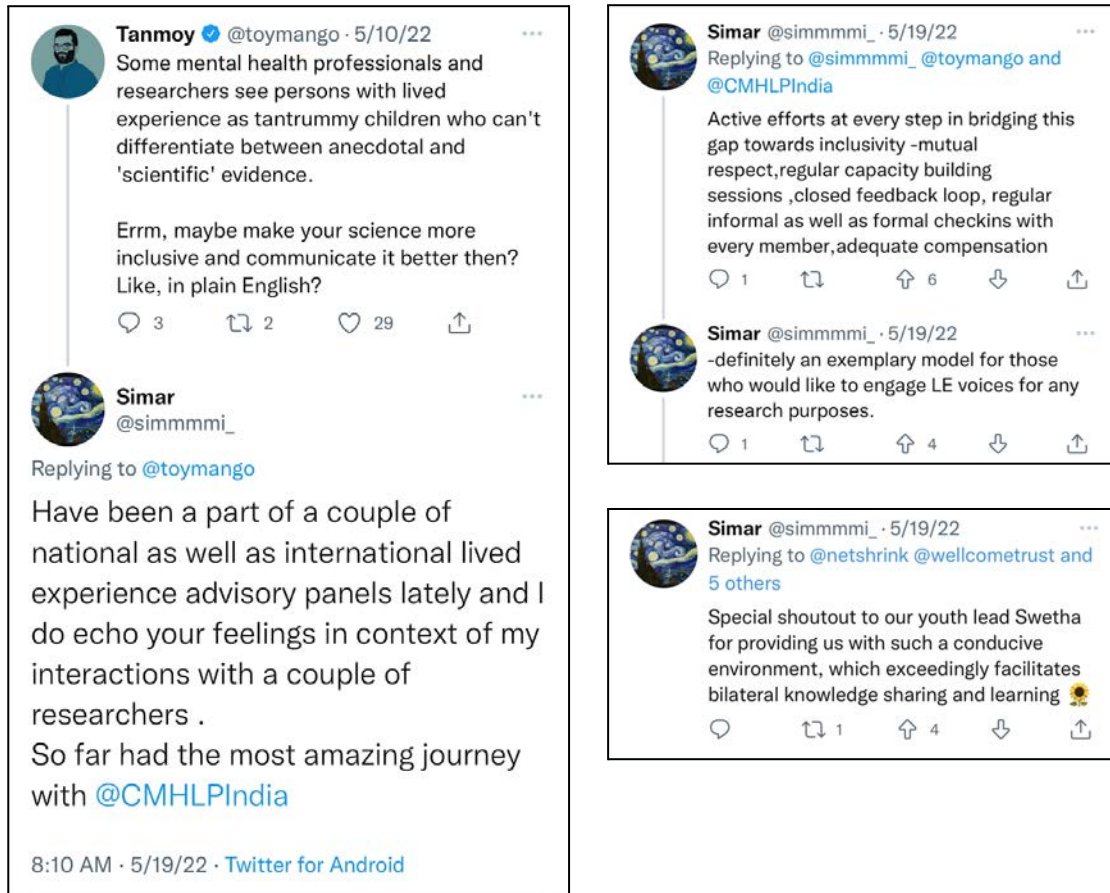 Tanmoy @toymango · 5/10/22
Some mental health professionals and
researchers see persons with lived
experience as tantrummy children who can't
differentiate between anecdotal and
'scientific' evidence.
Errm, maybe make your science more
inclusive and communicate it better then?
Like, in plain English?
3 2 29
Simar
@simmmmi_
Replying to @toymango
Have been a part of a couple of
national as well as international lived
experience advisory panels lately and I
do echo your feelings in context of my
interactions with a couple of
researchers .
So far had the most amazing journey
with @CMHLPIndia
8:10 AM · 5/19/22 · Twitter for Android
Simar @simmmmi_ · 5/19/22
Replying to @simmmmi_ @toymango and
@CMHLPIndia
Active efforts at every step in bridging this
gap towards inclusivity -mutual
respect,regular capacity building
sessions ,closed feedback loop, regular
informal as well as formal checkins with
every member,adequate compensation
1 6
Simar @simmmmi_ · 5/19/22
-definitely an exemplary model for those
who would like to engage LE voices for any
research purposes.
1 4
Simar @simmmmi_ · 5/19/22
Replying to @netshrink @wellcometrust and
5 others
Special shoutout to our youth lead Swetha
for providing us with such a conducive
environment, which exceedingly facilitates
bilateral knowledge sharing and learning 🌻
1 4